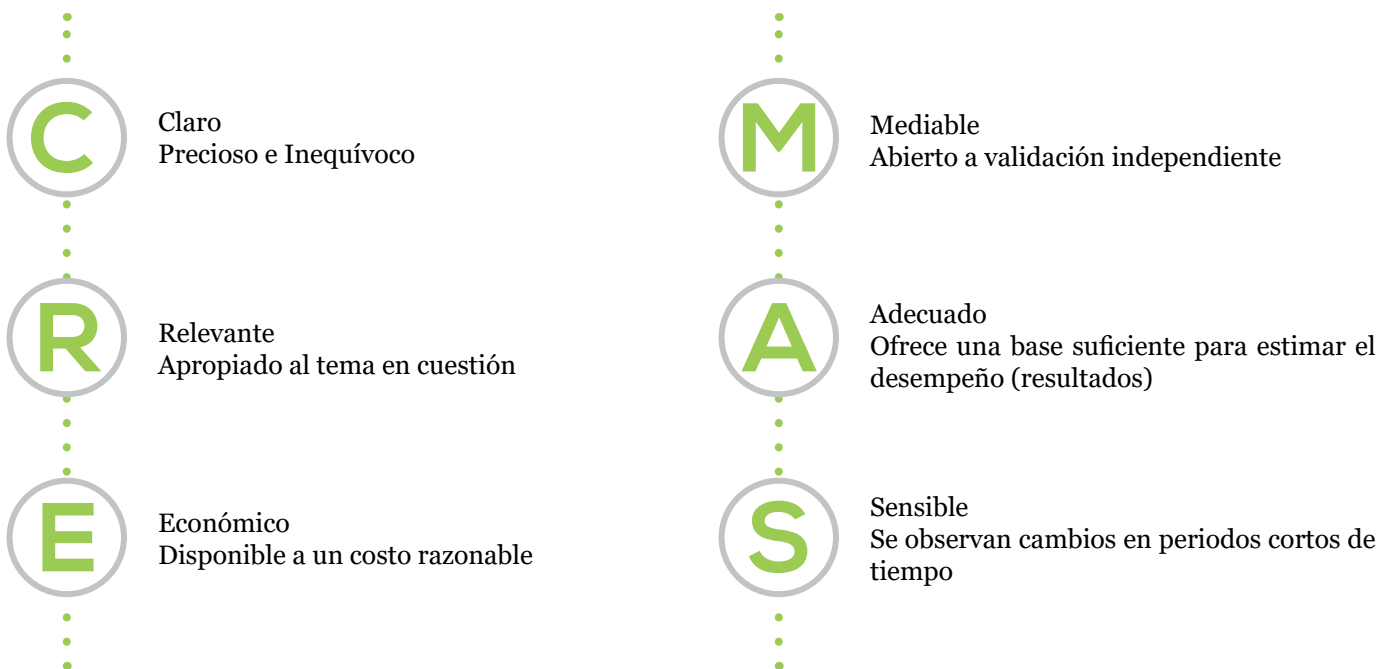 C
Claro
Precioso e Inequívoco
R
Relevante
Apropiado al tema en cuestión
E
Económico
Disponible a un costo razonable
M
Mediable
Abierto a validación independiente
A
Adecuado
Ofrece una base suficiente para estimar el
desempeño (resultados)
S
Sensible
Se observan cambios en periodos cortos de
tiempo